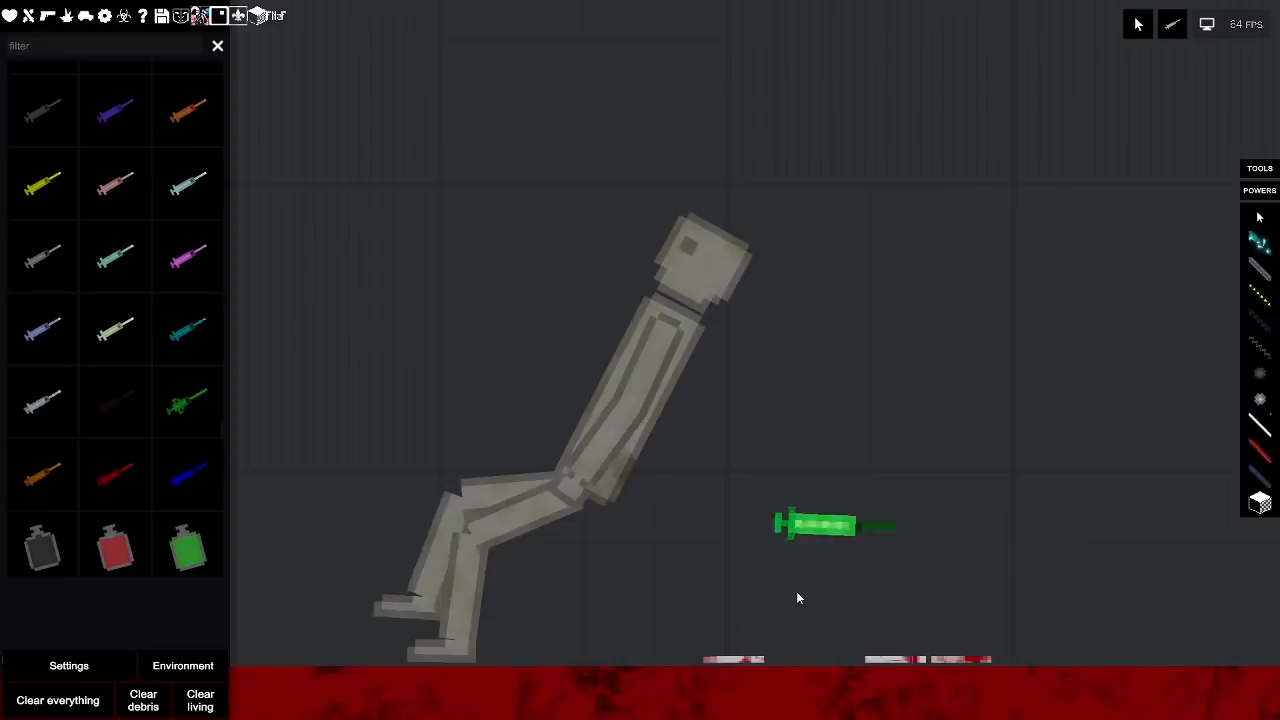 64 FPS
filter
TOOLS
POWERS
Settings
Environment
Clear everything
Clear
debris
Clear
living